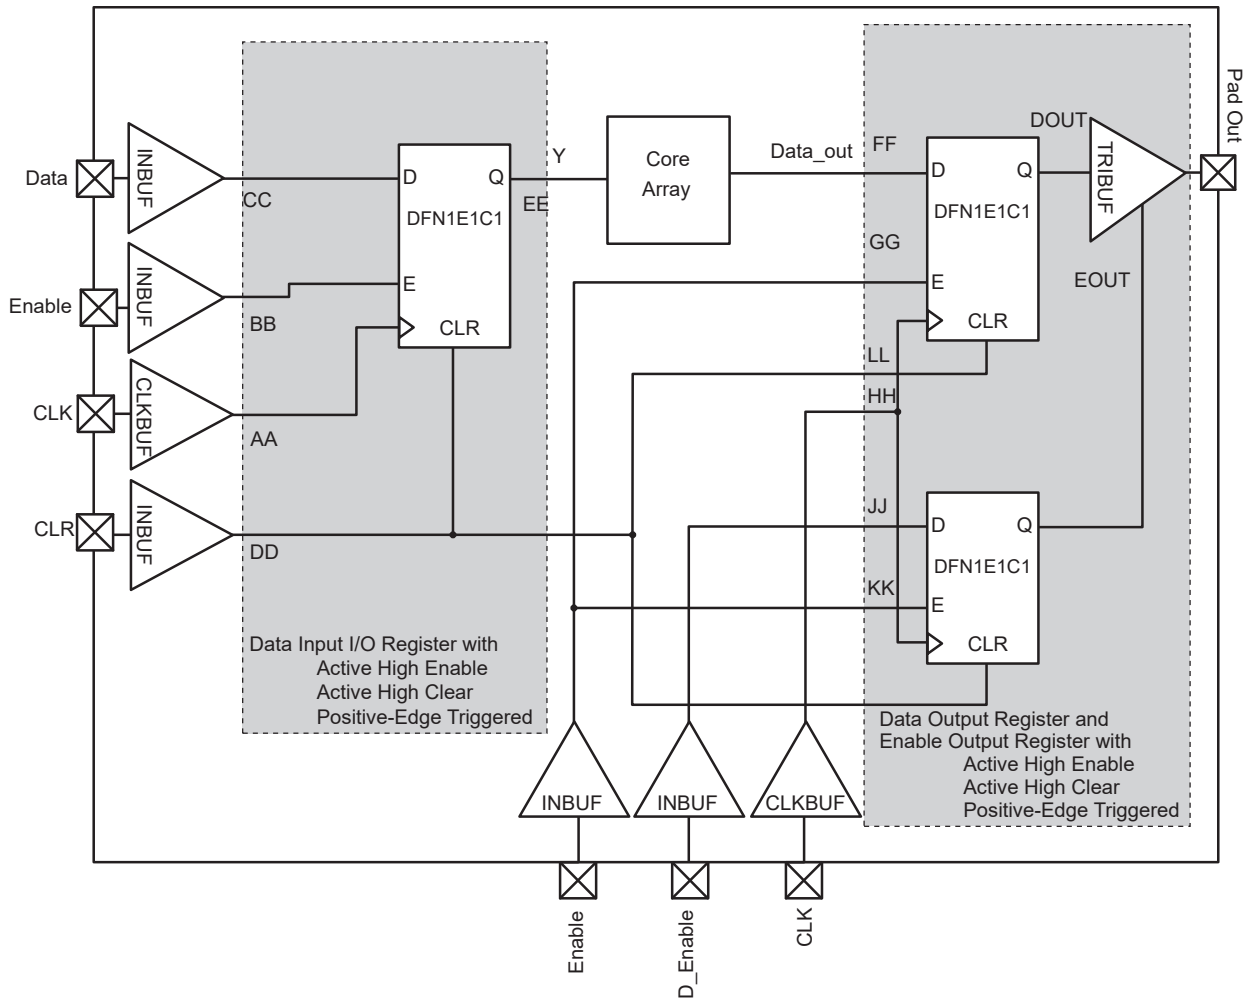 Pad Out
DOUT
INBUF
Data
CC
D
Q
DFN1E1C1
E
CLR
Y
EE
Core
Array
Data_out
FF
D
Q
DFN1E1C1
GG
E
CLR
TRIBUF
EOUT
INBUF
Enable
BB
CLKBUF
CLK
AA
LL
HH
INBUF
CLR
DD
JJ
D
Q
DFN1E1C1
KK
E
CLR
Data Input I/O Register with
Active High Enable
Active High Clear
Positive-Edge Triggered
Data Output Register and
Enable Output Register with
Active High Enable
Active High Clear
Positive-Edge Triggered
INBUF
INBUF
CLKBUF
Enable
D_Enable
CLK